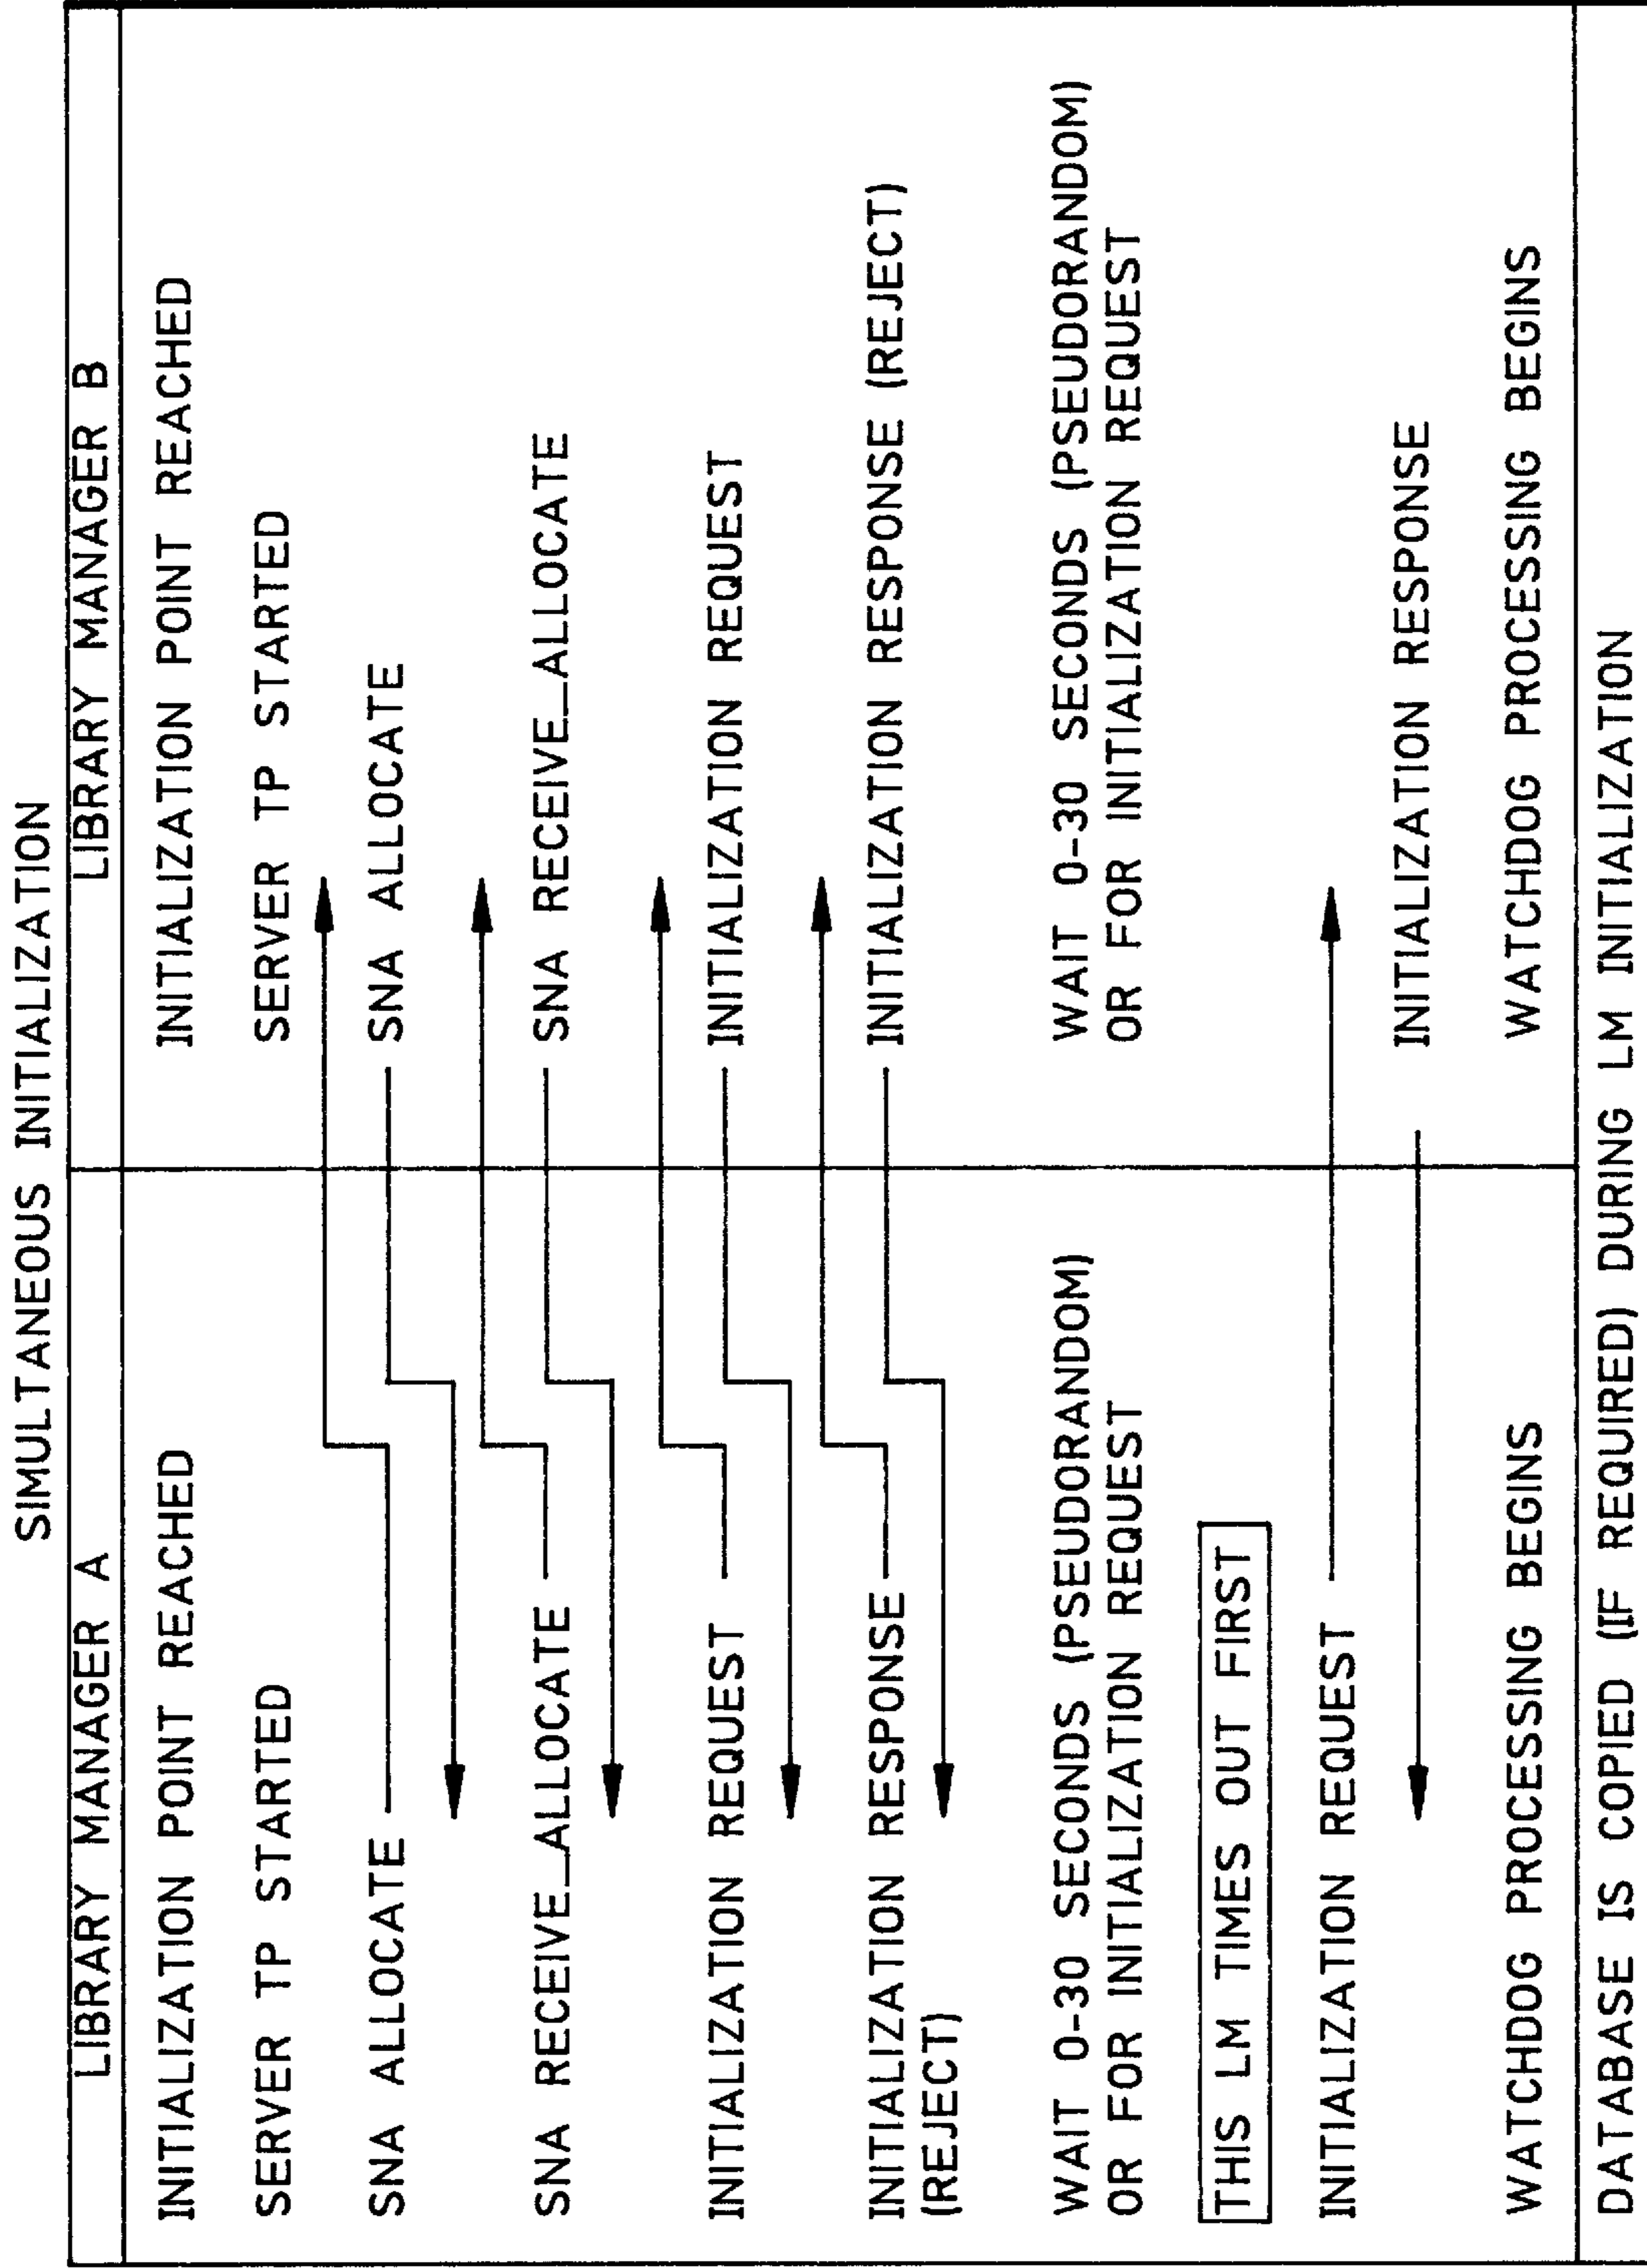 SIMULTANEOUS INITIALIZATION
LIBRARY MANAGER A
LIBRARY MANAGER B
INITIALIZATION POINT REACHED
INITIALIZATION POINT REACHED
SERVER TP STARTED
SERVER TP STARTED
SNA ALLOCATE
SNA ALLOCATE
SNA RECEIVE_ALLOCATE
SNA RECEIVE_ALLOCATE
INITIALIZATION REQUEST
INITIALIZATION REQUEST
INITIALIZATION RESPONSE
(REJECT)
INITIALIZATION RESPONSE (REJECT)
WAIT 0-30 SECONDS (PSEUDORANDOM)
OR FOR INITIALIZATION REQUEST
WAIT 0-30 SECONDS (PSEUDORANDOM)
OR FOR INITIALIZATION REQUEST
THIS LM TIMES OUT FIRST
INITIALIZATION REQUEST
INITIALIZATION RESPONSE
WATCHDOG PROCESSING BEGINS
WATCHDOG PROCESSING BEGINS
DATABASE IS COPIED (IF REQUIRED) DURING LM INITIALIZATION